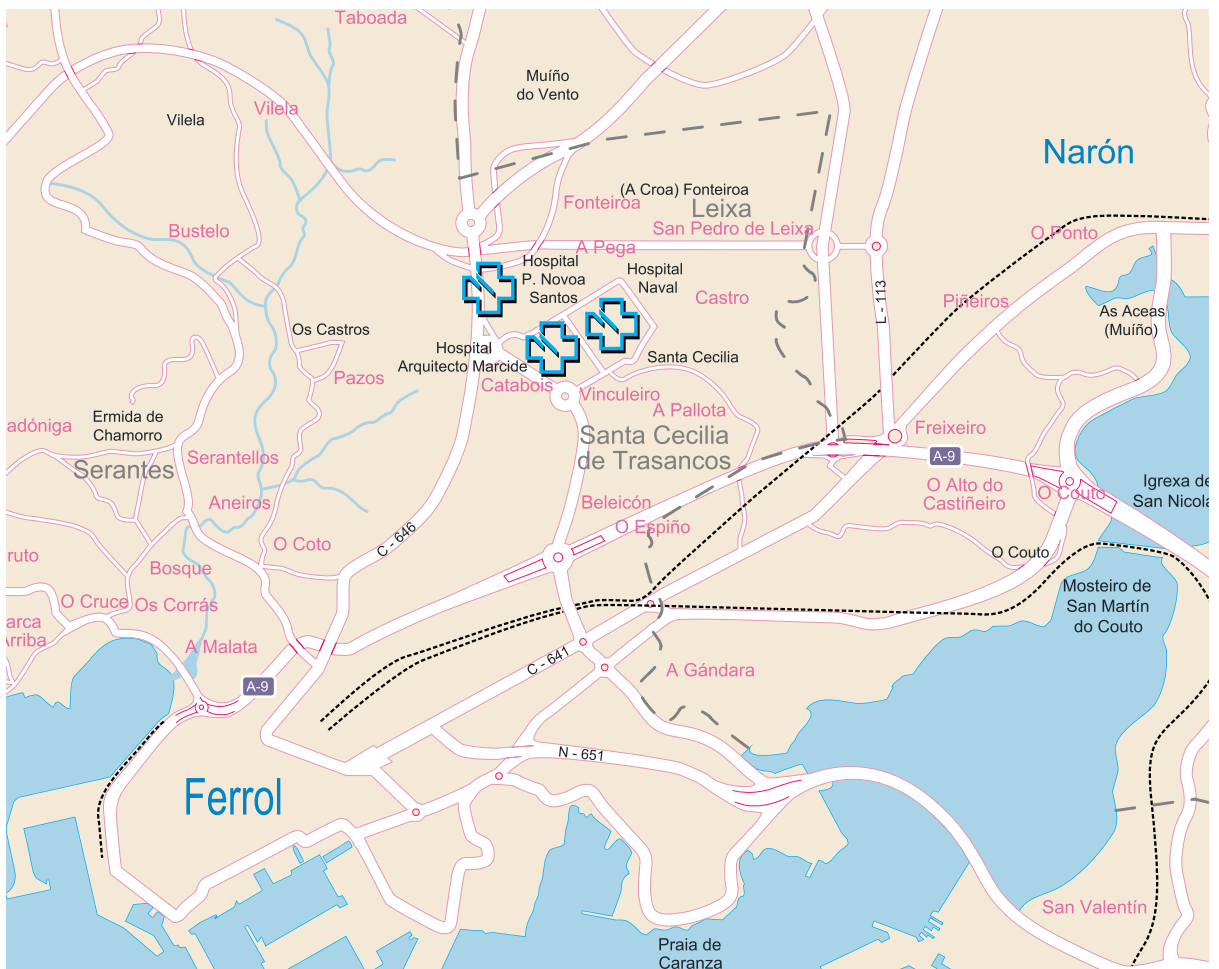 Taboada
Muíño
do Vento
Vilela
Vilela
Narón
(A Croa) Fonteiroa
Fonteiroa
Leixa
San Pedro de Leixa
Bustelo
O Ponto
A Pega
Hospital
P. Novoa
Santos
Hospital
Naval
Castro
L - 113
Piñeiros
As Aceas
(Muíño)
Os Castros
Hospital
Arquitecto Marcide
Santa Cecilia
Pazos
Catabois
Vinculeiro
A Pallota
Ermida de
Chamorro
adóniga
Freixeiro
Santa Cecilia
de Trasancos
Serantellos
Serantes
A-9
Aneiros
Beleicón
O Alto do
Castiñeiro
O Couto
Igrexa de
San Nicola
O Espiño
C - 646
O Coto
ruto
Bosque
O Couto
Mosteiro de
San Martín
do Couto
O Cruce
Os Corrás
arca
Arriba
A Malata
C - 641
A Gándara
A-9
N - 651
Ferrol
San Valentín
Praia de
Caranza